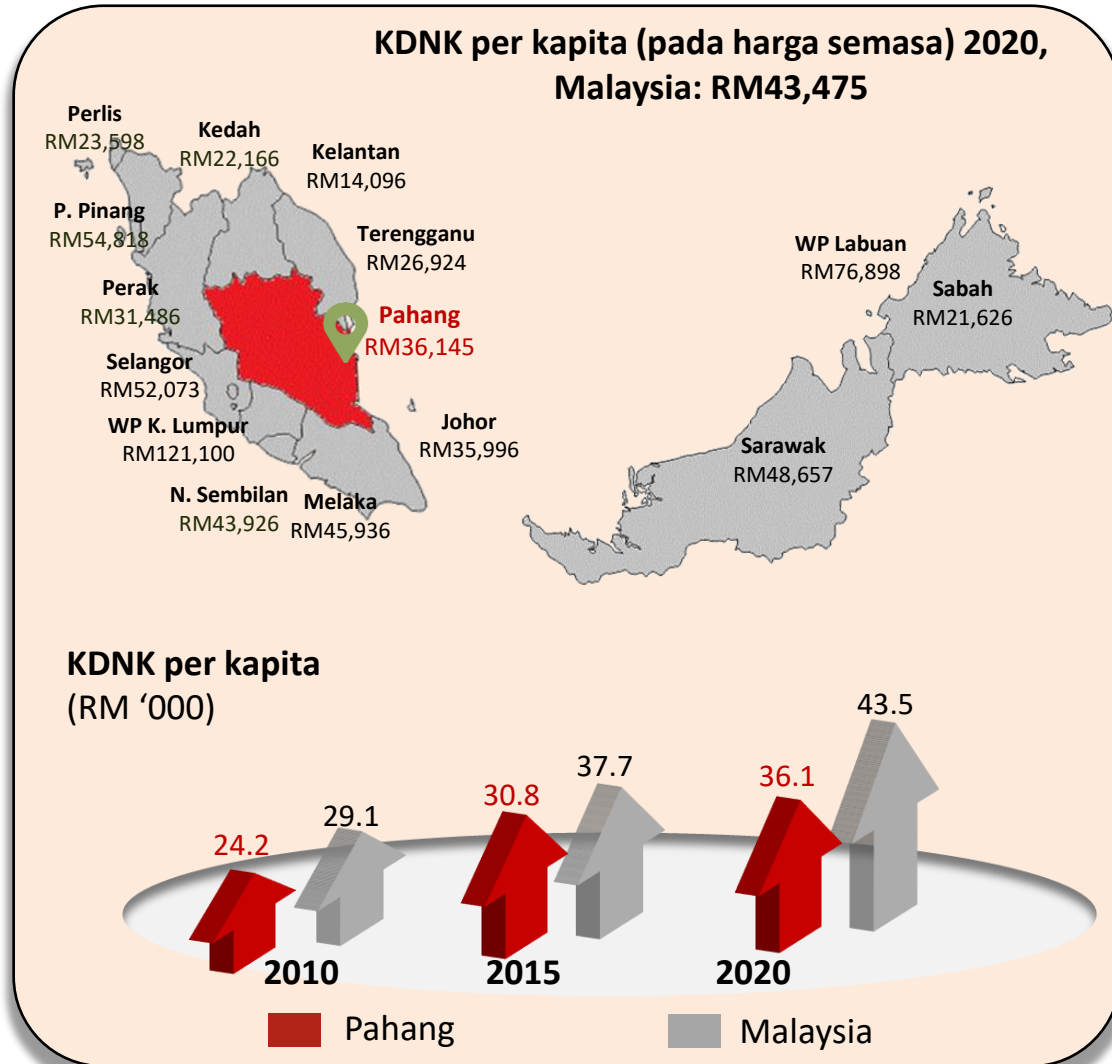 KDNK per kapita (pada harga semasa) 2020,
Malaysia: RM43,475
Perlis
RM23,598
Kedah
RM22,166
Kelantan
RM14,096
P. Pinang
RM54,818
Terengganu
RM26,924
Perak
RM31,486
Pahang
RM36,145
Selangor
RM52,073
WP K. Lumpur
RM121,100
Johor
RM35,996
N. Sembilan
RM43,926
Melaka
RM45,936
WP Labuan
RM76,898
Sabah
RM21,626
Sarawak
RM48,657
KDNK per kapita
(RM ‘000)
24.2
29.1
30.8
37.7
36.1
43.5
2010
2015
2020
Pahang
Malaysia